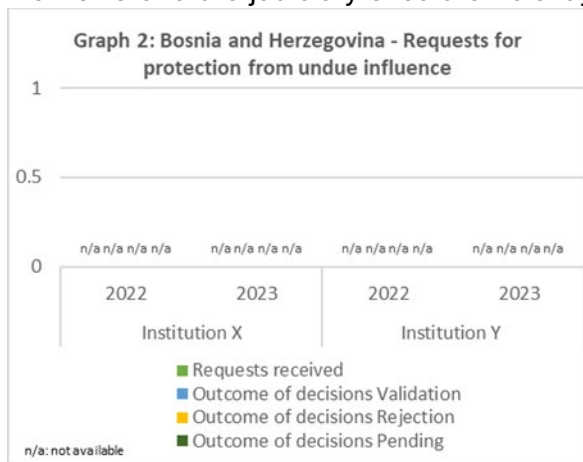 Graph 2: Bosnia and Herzegovina - Requests for
protection from undue influence
1
0.5
n/a n/a n/a n/a n/a n/a n/a n/a n/a n/a n/a n/a n/a n/a n/a n/a
0
2022 2023 2022 2023
Institution X Institution Y
Requests received
Outcome of decisions Validation
Outcome of decisions Rejection
Outcome of decisions Pending
n/a: not available